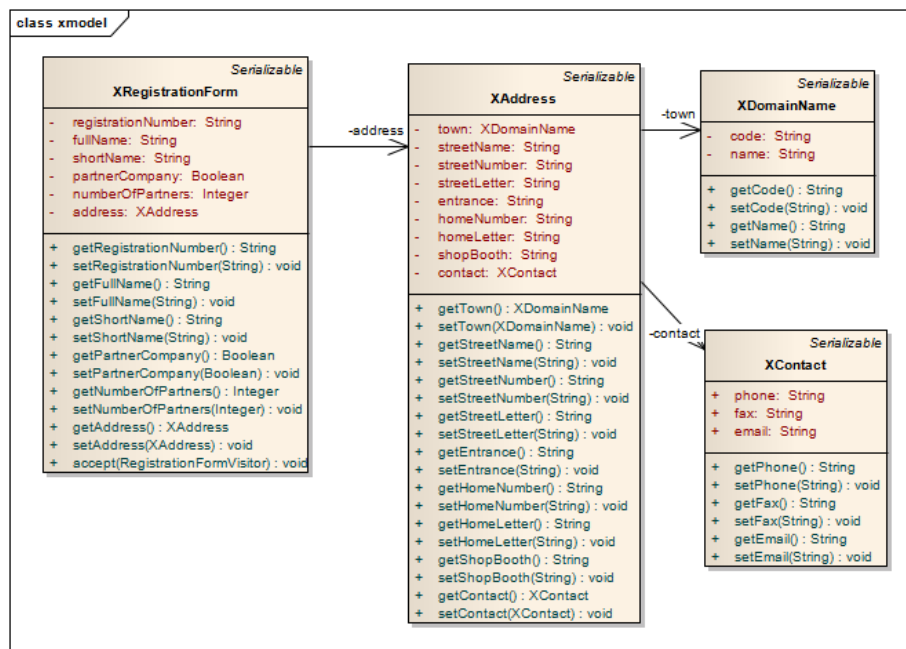 class xmodel
Serializable
XRegistrationForm
- registrationNumber: String
- fullName: String
- shortName: String
- partnerCompany: Boolean
- numberOfPartners: Integer
- address: XAddress
+ getRegistrationNumber() : String
+ setRegistrationNumber(String) : void
+ getFullName() : String
+ setFullName(String) : void
+ getShortName() : String
+ setShortName(String) : void
+ getPartnerCompany() : Boolean
+ setPartnerCompany(Boolean) : void
+ getNumberOfPartners() : Integer
+ setNumberOfPartners(Integer) : void
+ getAddress() : XAddress
+ setAddress(XAddress) : void
+ accept(RegistrationFormVisitor) : void
-address
Serializable
XAddress
- town: XDomainName
- streetName: String
- streetNumber: String
- streetLetter: String
- entrance: String
- homeNumber: String
- homeLetter: String
- shopBooth: String
- contact: XContact
+ getTown() : XDomainName
+ setTown(XDomainName) : void
+ getStreetName() : String
+ setStreetName(String) : void
+ getStreetNumber() : String
+ setStreetNumber(String) : void
+ getStreetLetter() : String
+ setStreetLetter(String) : void
+ getEntrance() : String
+ setEntrance(String) : void
+ getHomeNumber() : String
+ setHomeNumber(String) : void
+ getHomeLetter() : String
+ setHomeLetter(String) : void
+ getShopBooth() : String
+ setShopBooth(String) : void
+ getContact() : XContact
+ setContact(XContact) : void
-town
Serializable
XDomainName
- code: String
- name: String
+ getCode() : String
+ setCode(String) : void
+ getName() : String
+ setName(String) : void
-contact
Serializable
XContact
+ phone: String
+ fax: String
+ email: String
+ getPhone() : String
+ setPhone(String) : void
+ getFax() : String
+ setFax(String) : void
+ getEmail() : String
+ setEmail(String) : void